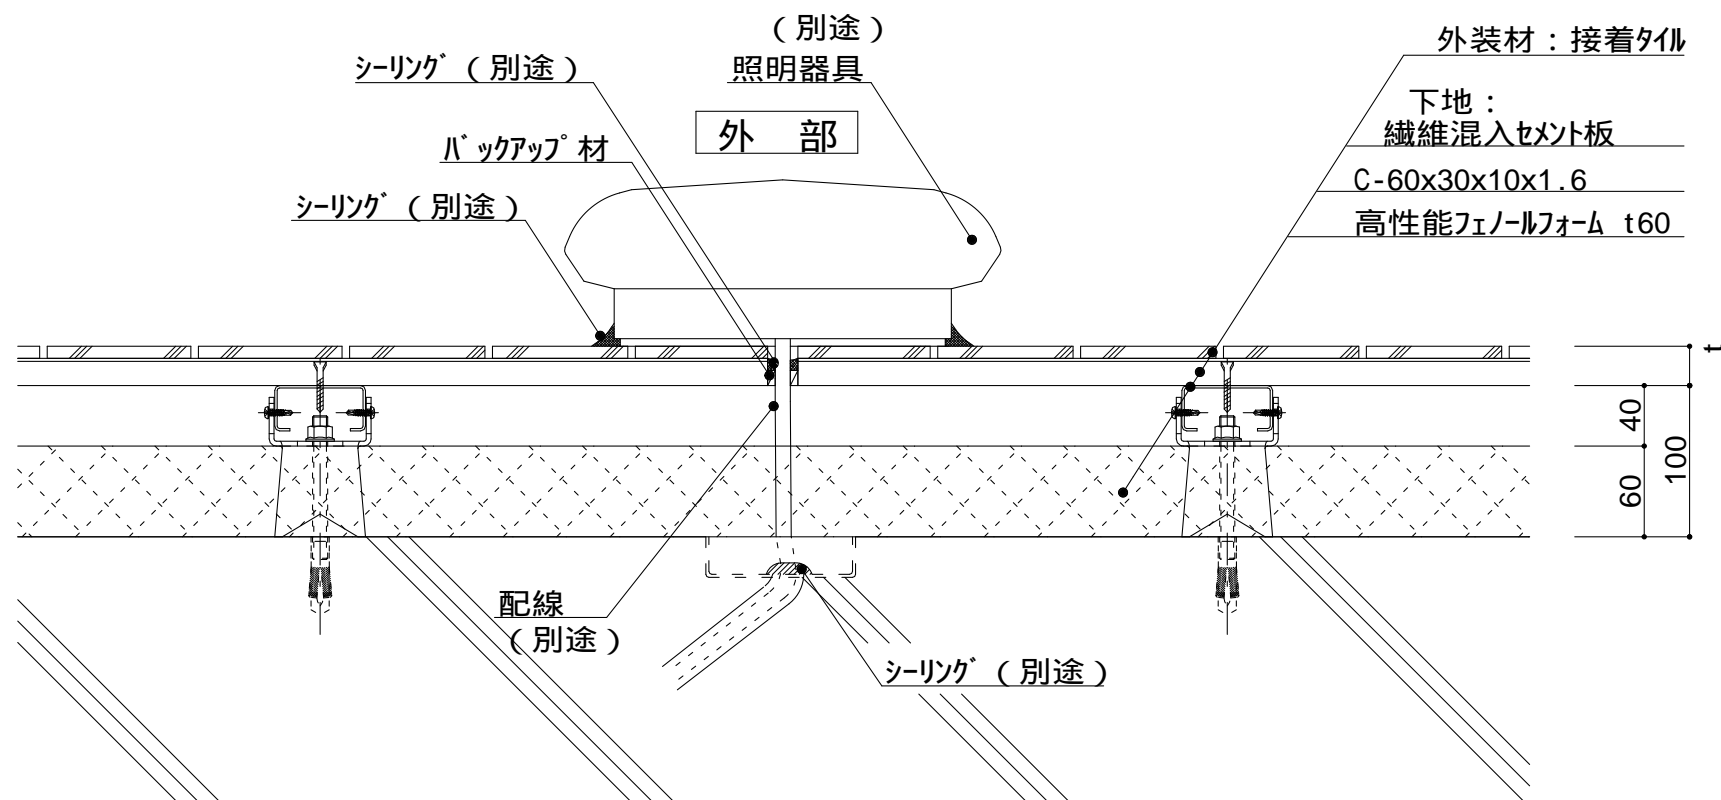 （別途）
照明器具
ｼｰﾘﾝｸﾞ（別途）
外　部
ﾊﾞｯｸｱｯﾌﾟ材
ｼｰﾘﾝｸﾞ（別途）
外装材：接着ﾀｲﾙ
下地：
繊維混入ｾﾒﾝﾄ板
C-60x30x10x1.6
高性能ﾌｪﾉｰﾙﾌｫｰﾑ t60
t
40
60
100
配線
（別途）
ｼｰﾘﾝｸﾞ（別途）